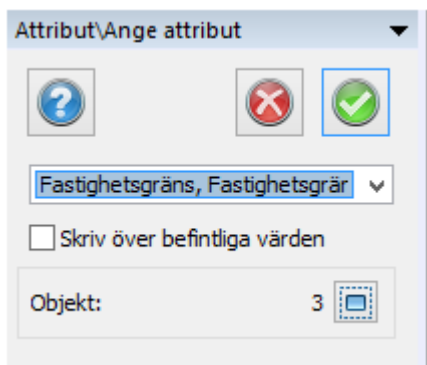 Attribut\Ange attribut
Fastighetsgräns, Fastighetsgrär
Skriv över befintliga värden
Objekt: 3